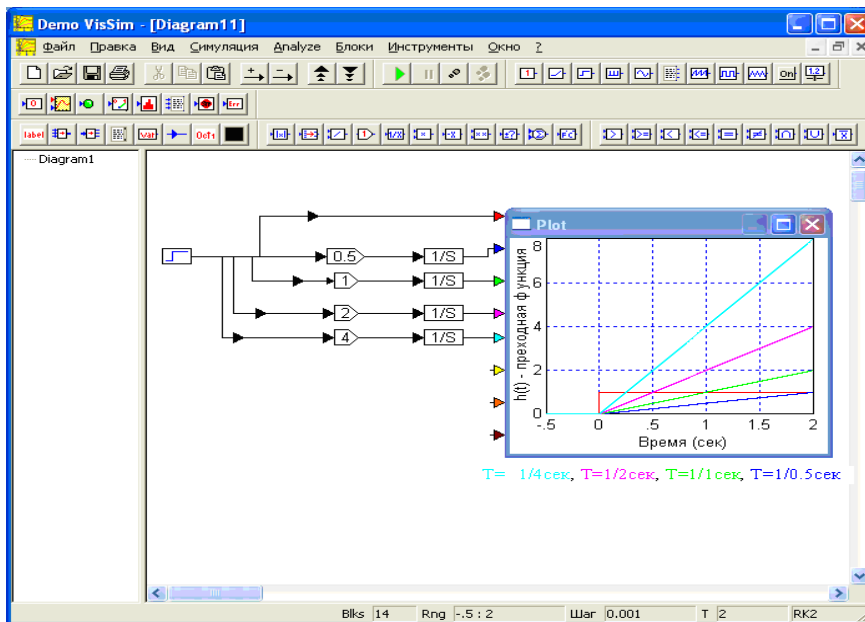 Demo VisSim - [Diagram11]
Файл Правка Вид Симуляция Analyze Блоки Инструменты Окно ?
label Var
1/X -X ** ±?
> >= < <= = ≠
Diagram1
Plot
0.5 1/S
1 1/S
2 1/S
4 1/S
h(t) - преходная функция
8
6
4
2
0
-.5 0 .5 1 1.5 2
Время (сек)
T= 1/4сек, T=1/2сек, T=1/1сек, T=1/0.5сек
Blks 14 Rng -.5 : 2 Шаг 0.001 T 2 RK2